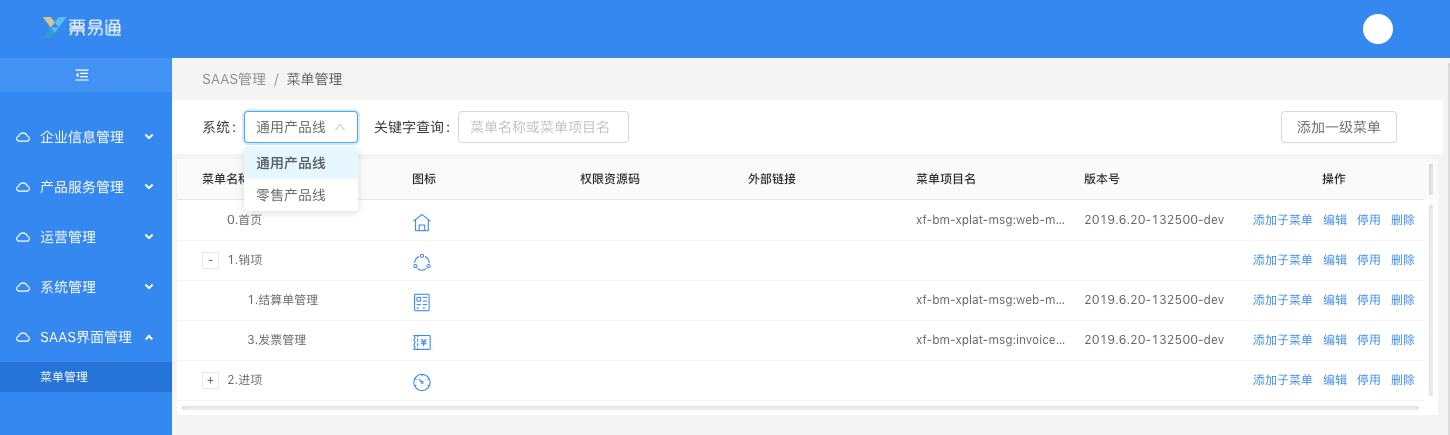 票易通
SAAS管理 / 菜单管理
系统： 通用产品线 关键字查询： 菜单名称或菜单项目名 添加一级菜单
通用产品线
零售产品线
企业信息管理
产品服务管理
运营管理
系统管理
SAAS界面管理
菜单管理
菜单名称 图标 权限资源码 外部链接 菜单项目名 版本号 操作
0.首页 xf-bm-xplat-msg:web-m... 2019.6.20-132500-dev 添加子菜单 编辑 停用 删除
- 1.销项 添加子菜单 编辑 停用 删除
1.结算单管理 xf-bm-xplat-msg:web-m... 2019.6.20-132500-dev 添加子菜单 编辑 停用 删除
3.发票管理 xf-bm-xplat-msg:invoice... 2019.6.20-132500-dev 添加子菜单 编辑 停用 删除
+ 2.进项 添加子菜单 编辑 停用 删除